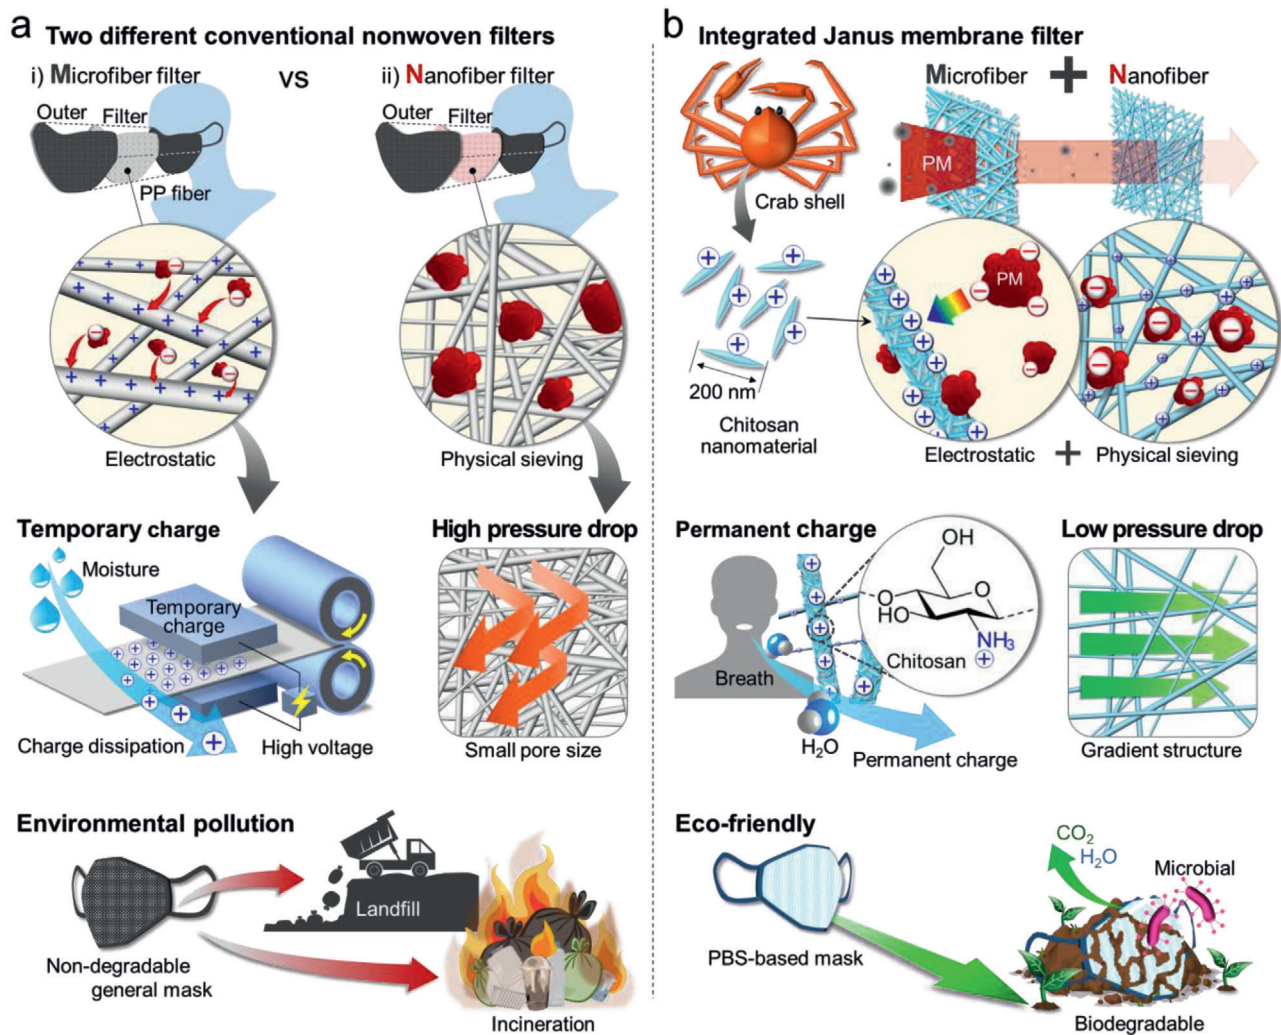 a Two different conventional nonwoven filters
i) Microfiber filter
vs
ii) Nanofiber filter
Outer
Filter
PP fiber
Outer
Filter
Electrostatic
Physical sieving
Temporary charge
Moisture
Temporary
charge
Charge dissipation
High voltage
High pressure drop
Small pore size
Environmental pollution
Landfill
Non-degradable
general mask
Incineration
b Integrated Janus membrane filter
Microfiber + Nanofiber
Crab shell
PM
200 nm
Chitosan
nanomaterial
PM
Electrostatic + Physical sieving
Permanent charge
Breath
H2O
OH
O
O
HO
NH3
Chitosan
Permanent charge
Low pressure drop
Gradient structure
Eco-friendly
PBS-based mask
CO2
H2O
Microbial
Biodegradable